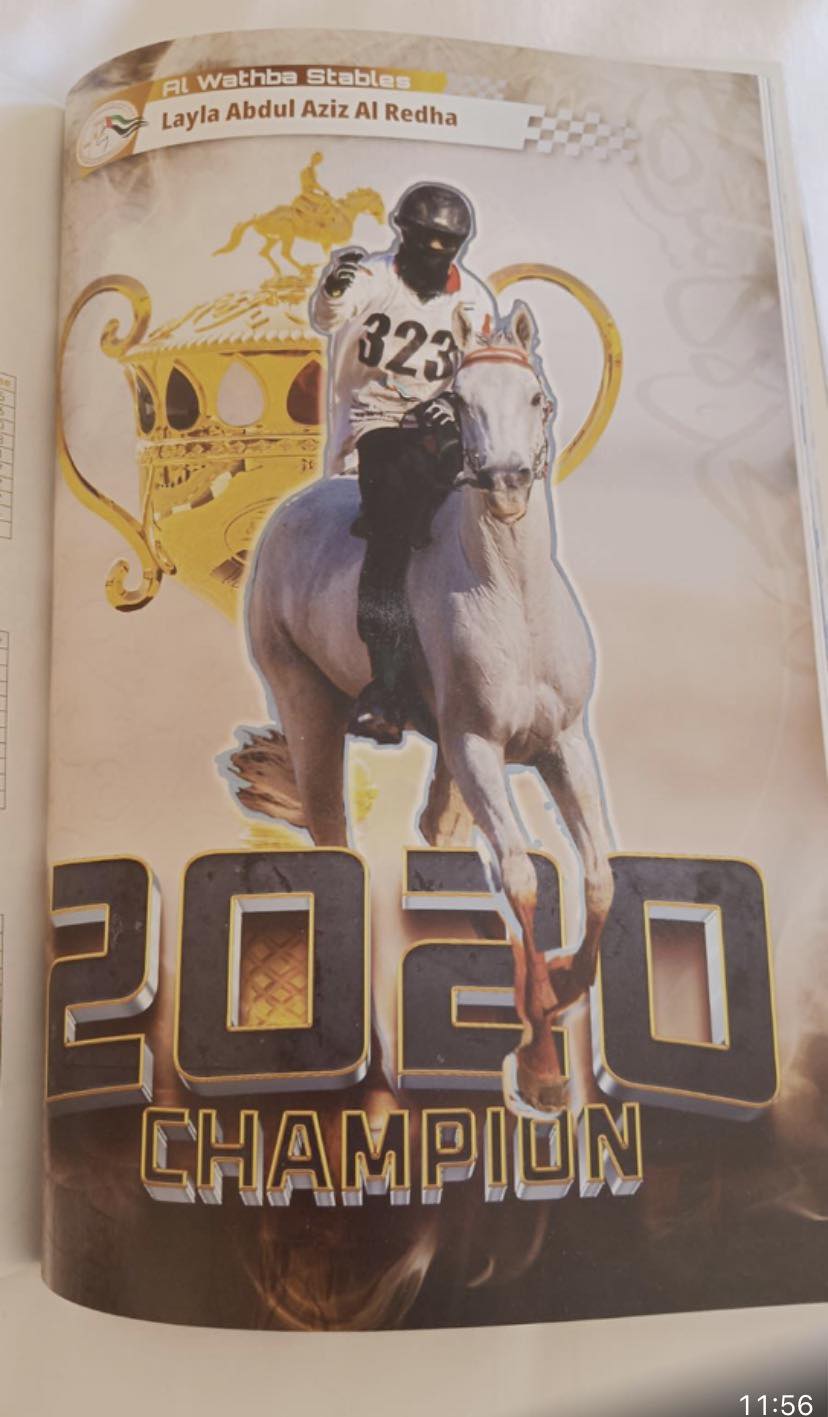 Al Wathba Stables
Layla Abdul Aziz Al Redha
323
2020
CHAMPION
11:56